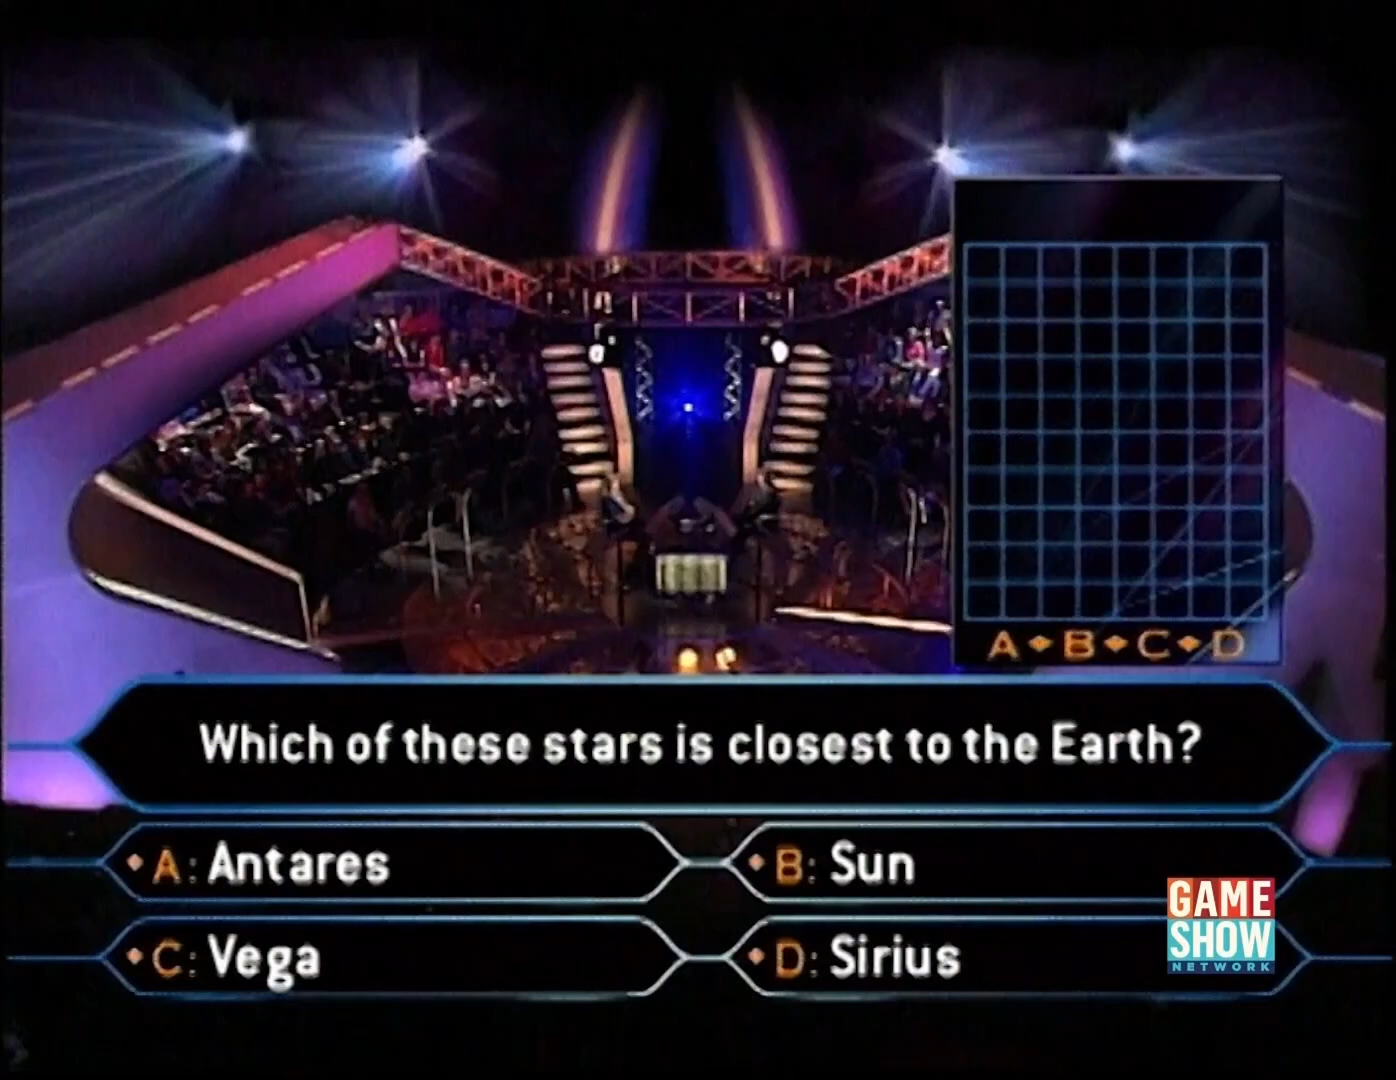 A B C D
Which of these stars is closest to the Earth?
A: Antares
B: Sun
C: Vega
D: Sirius
GAME
SHOW
NETWORK